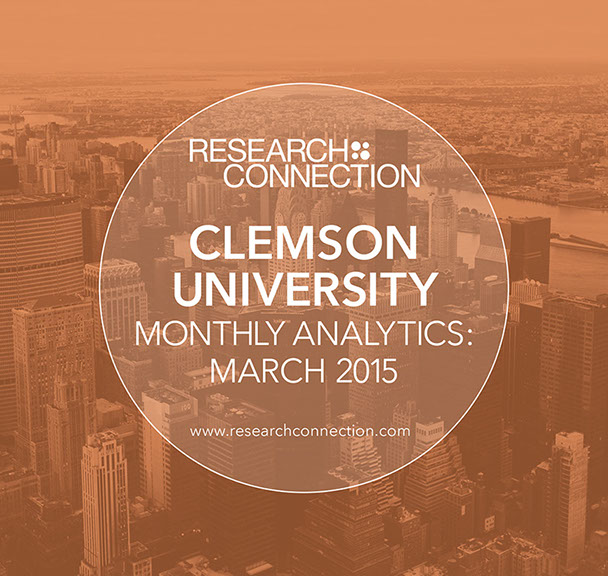 RESEARCH
CONNECTION
CLEMSON
UNIVERSITY
MONTHLY ANALYTICS:
MARCH 2015
www.researchconnection.com